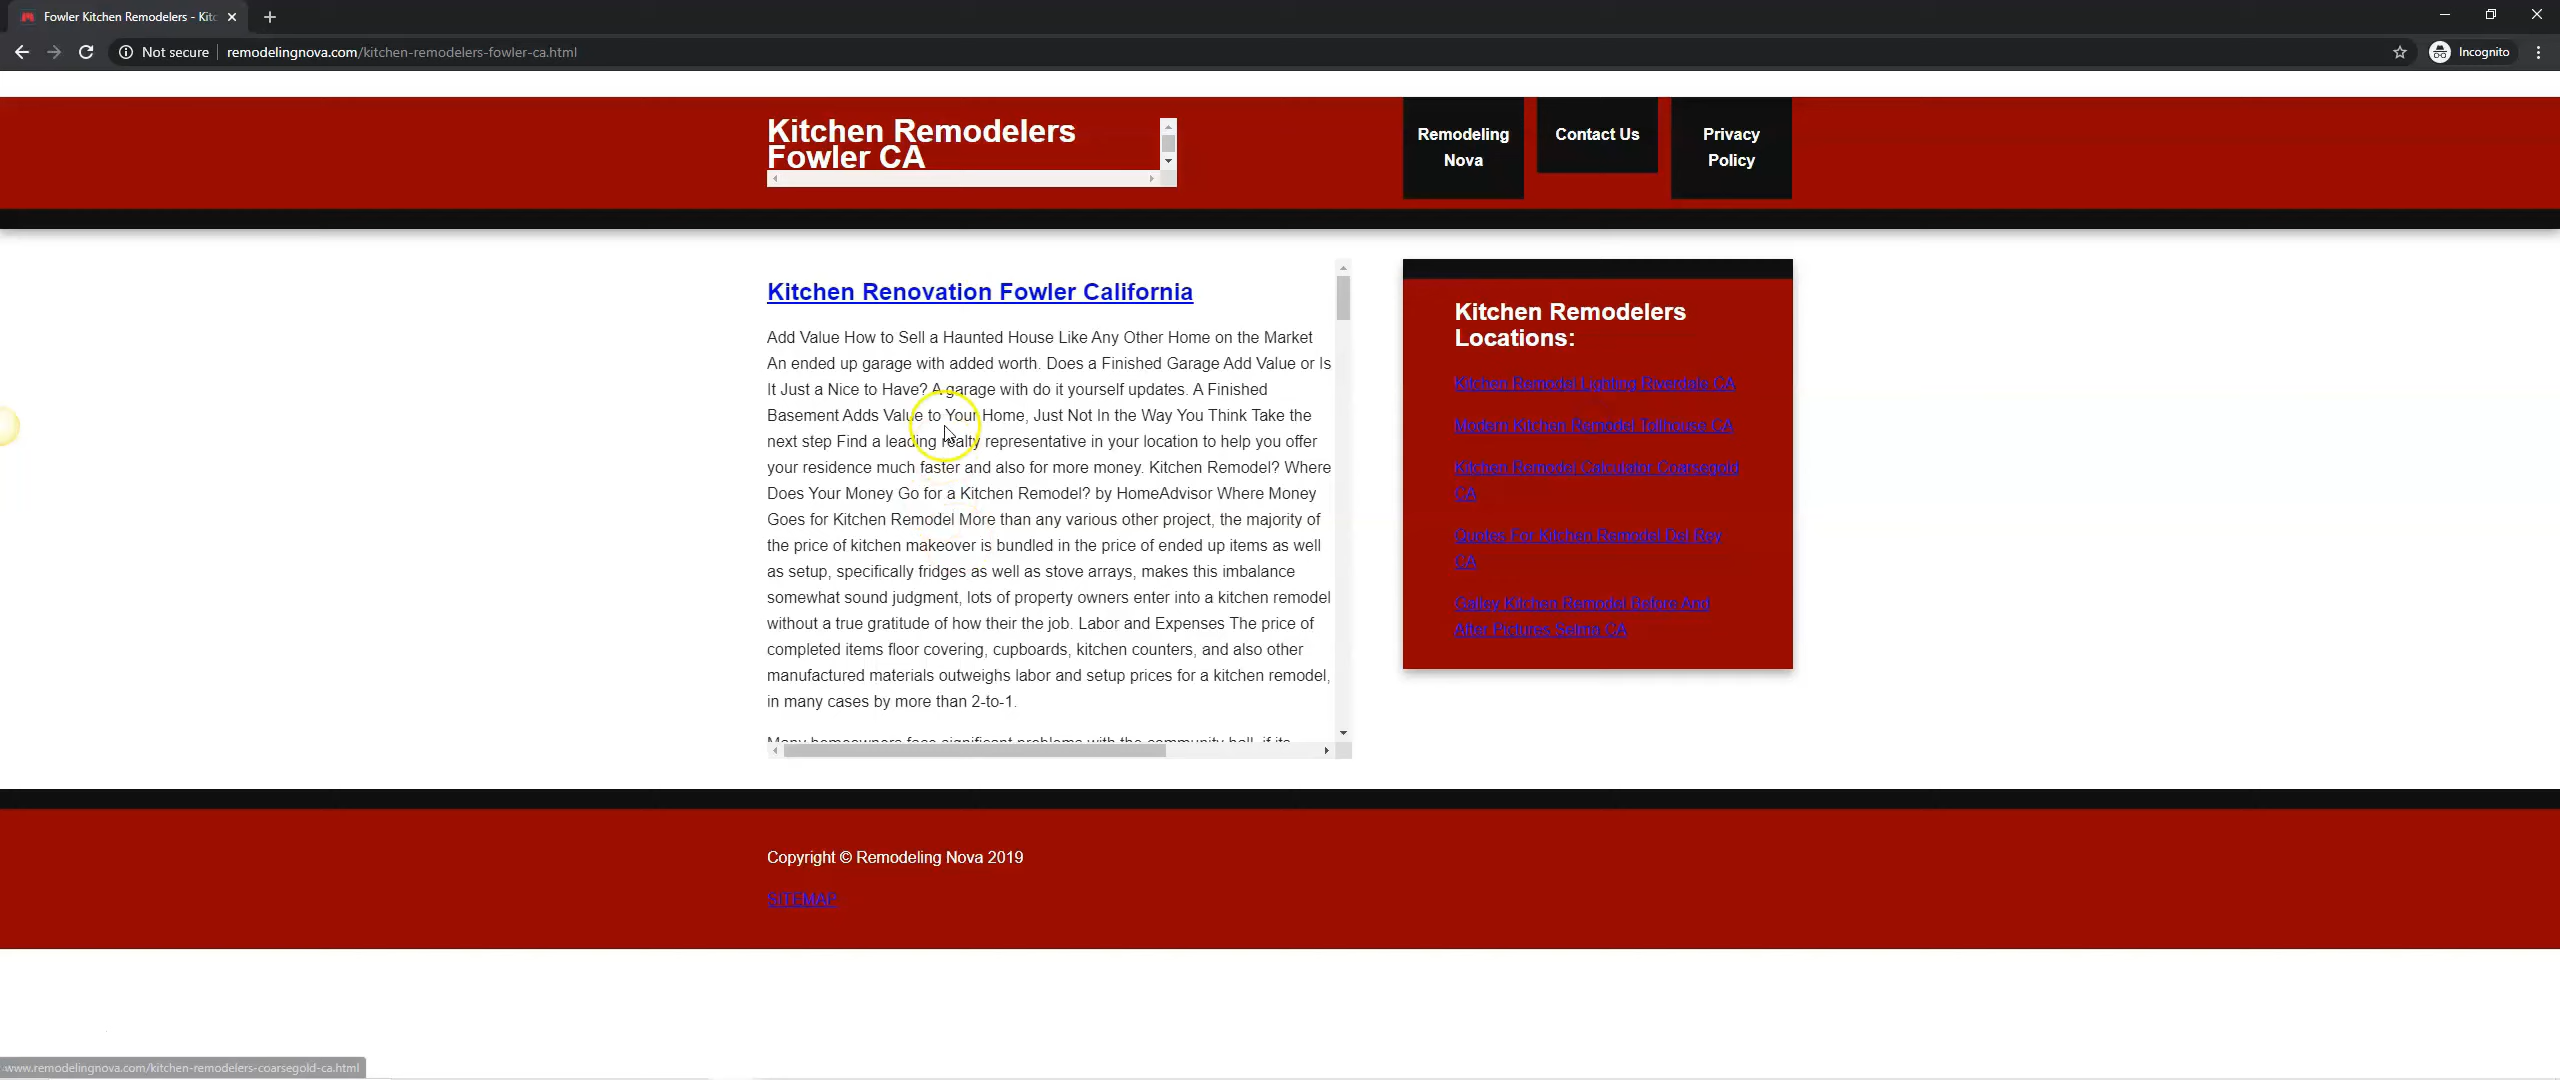 Fowler Kitchen Remodelers - Kitc
Not secure
remodelingnova.com/kitchen-remodelers-fowler-ca.html
Incognito
Kitchen Remodelers
Fowler CA
Remodeling
Nova
Contact Us
Privacy
Policy
Kitchen Renovation Fowler California
Add Value How to Sell a Haunted House Like Any Other Home on the Market
An ended up garage with added worth. Does a Finished Garage Add Value or Is
It Just a Nice to Have? A garage with do it yourself updates. A Finished
Basement Adds Value to Your Home, Just Not In the Way You Think Take the
next step Find a leading realty representative in your location to help you offer
your residence much faster and also for more money. Kitchen Remodel? Where
Does Your Money Go for a Kitchen Remodel? by HomeAdvisor Where Money
Goes for Kitchen Remodel More than any various other project, the majority of
the price of kitchen makeover is bundled in the price of ended up items as well
as setup, specifically fridges as well as stove arrays, makes this imbalance
somewhat sound judgment, lots of property owners enter into a kitchen remodel
without a true gratitude of how their the job. Labor and Expenses The price of
completed items floor covering, cupboards, kitchen counters, and also other
manufactured materials outweighs labor and setup prices for a kitchen remodel,
in many cases by more than 2-to-1.
Many homeowners face significant problems with the community hall, if its
Kitchen Remodelers
Locations:
Kitchen Remodel Lighting Riverdale CA
Modern Kitchen Remodel Tollhouse CA
Kitchen Remodel Calculator Coarsegold
CA
Quotes For Kitchen Remodel Del Rey
CA
Galley Kitchen Remodel Before And
After Pictures Selma CA
Copyright © Remodeling Nova 2019
SITEMAP
www.remodelingnova.com/kitchen-remodelers-coarsegold-ca.html